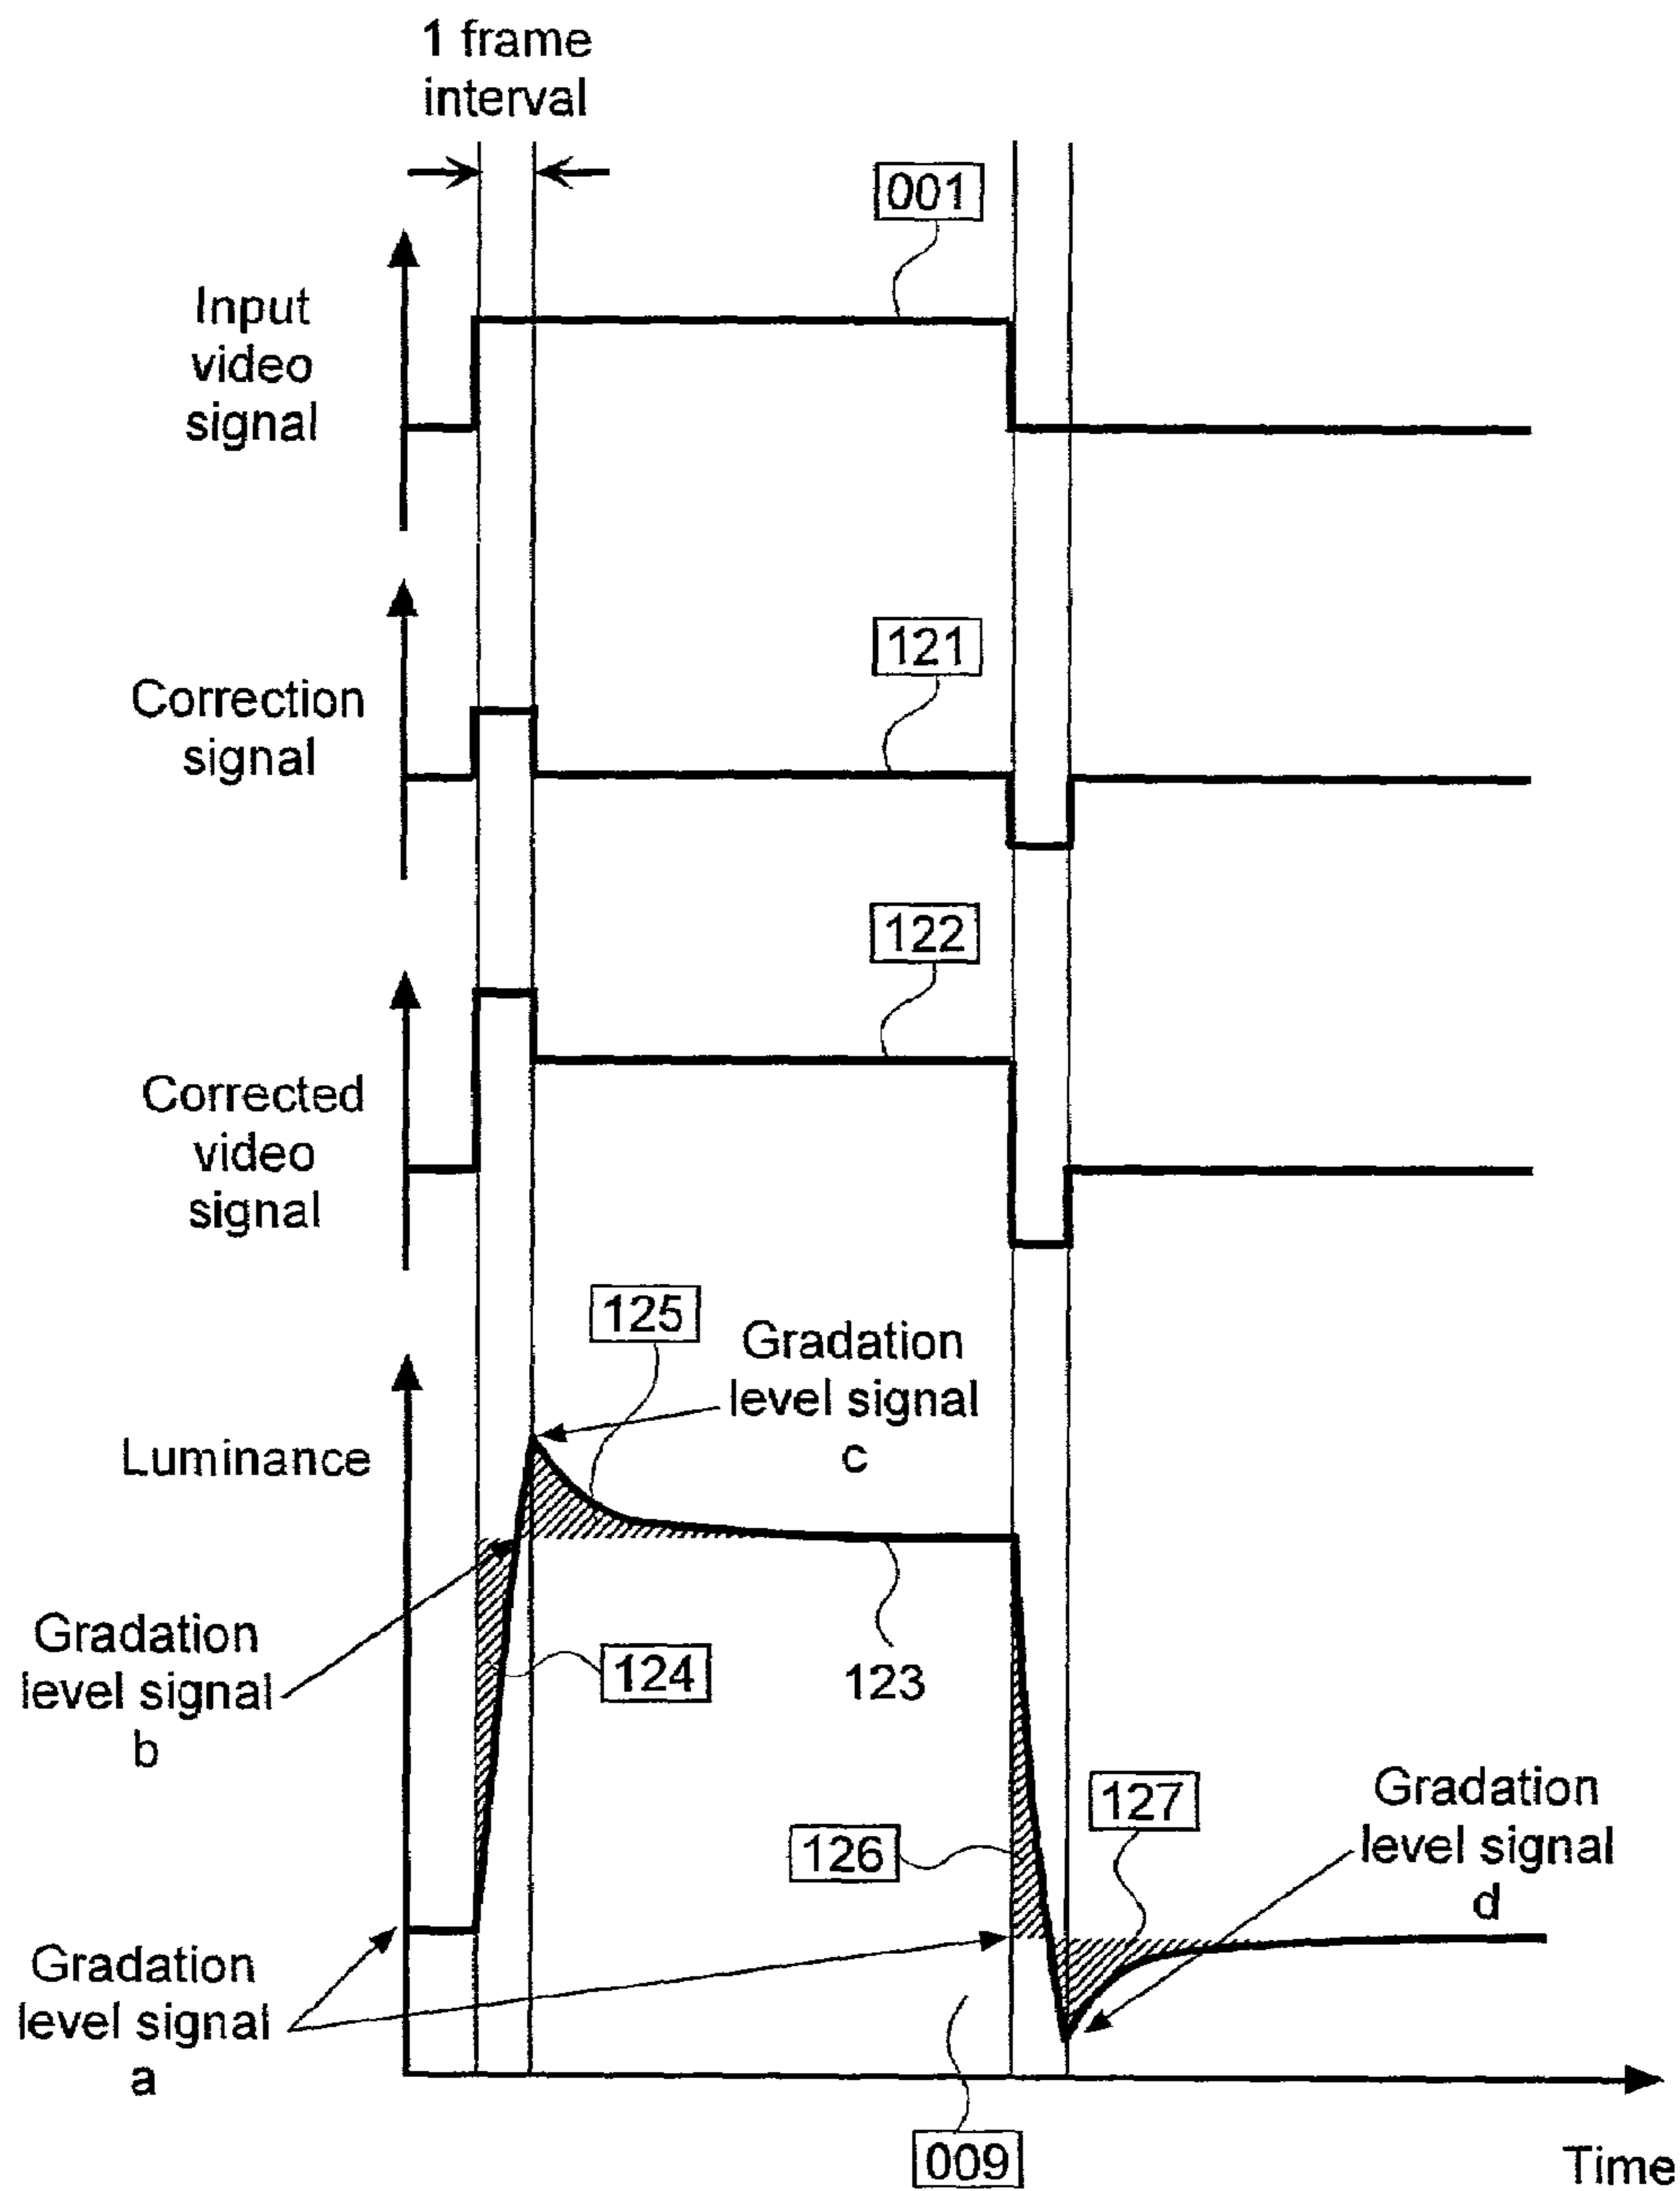 1 frame
interval
001
Input
video
signal
121
Correction
signal
122
Corrected
video
signal
125
Gradation
level signal
c
Luminance
Gradation
level signal
b
124
123
127
Gradation
level signal
d
126
Gradation
level signal
a
009
Time